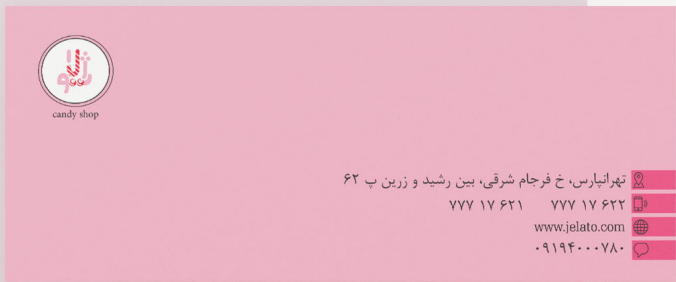 ژلاتو
candy shop
تهرانپارس، خ فرجام شرقی، بین رشید و زرین پ ۶۲
۷۷۷ ۱۷ ۶۲۱ ۷۷۷ ۱۷ ۶۲۲
www.jelato.com
۰۹۱۹۴۰۰۰۷۸۰